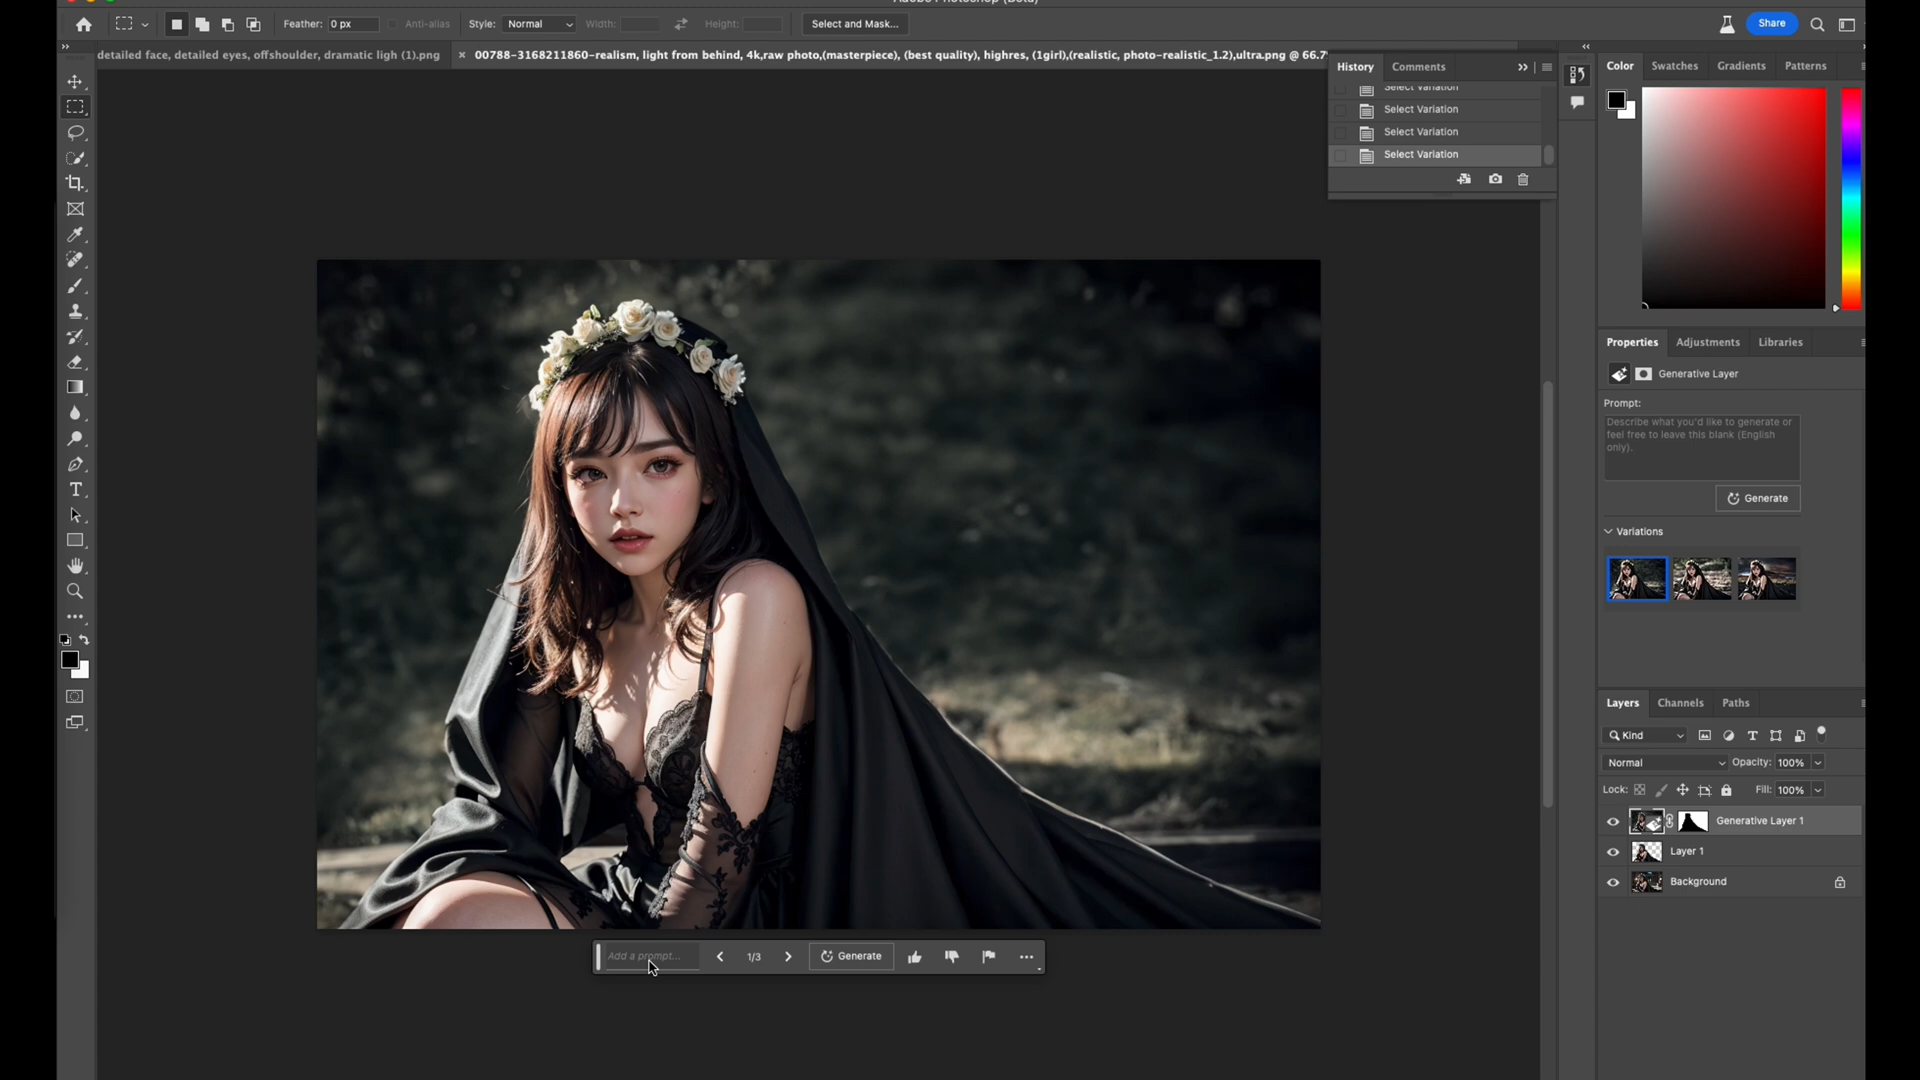 Feather: 0 px Anti-alias Style: Normal Width: Height: Select and Mask... Share
detailed face, detailed eyes, offshoulder, dramatic ligh (1).png × 00788-3168211860-realism, light from behind, 4k,raw photo,(masterpiece), (best quality), highres, (1girl),(realistic, photo-realistic_1.2),ultra.png @ 66.7
History Comments
Select Variation
Select Variation
Select Variation
Select Variation
Color Swatches Gradients Patterns
Properties Adjustments Libraries
Generative Layer
Prompt:
Describe what you'd like to generate or
feel free to leave this blank (English
only).
Generate
Variations
Layers Channels Paths
Kind
Normal Opacity: 100%
Lock: Fill: 100%
Generative Layer 1
Layer 1
Background
Add a prompt... 1/3 Generate